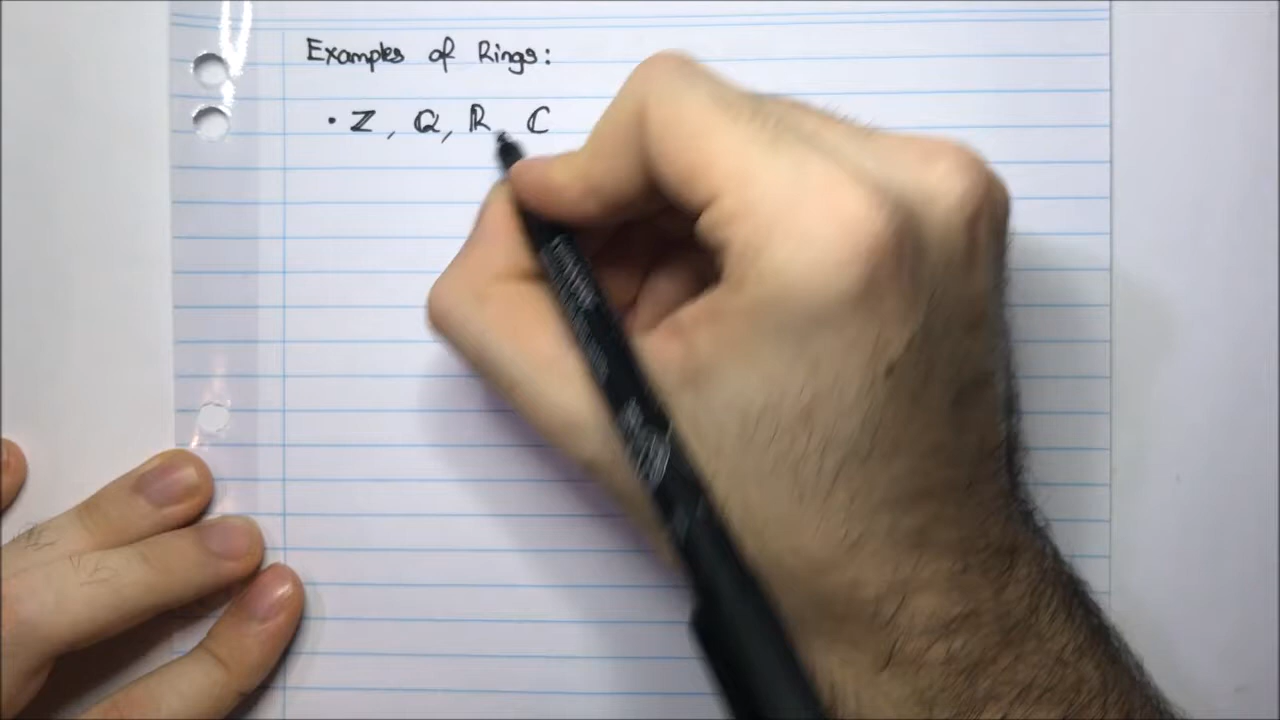 Examples of Rings:
• ℤ, ℚ, ℝ, ℂ